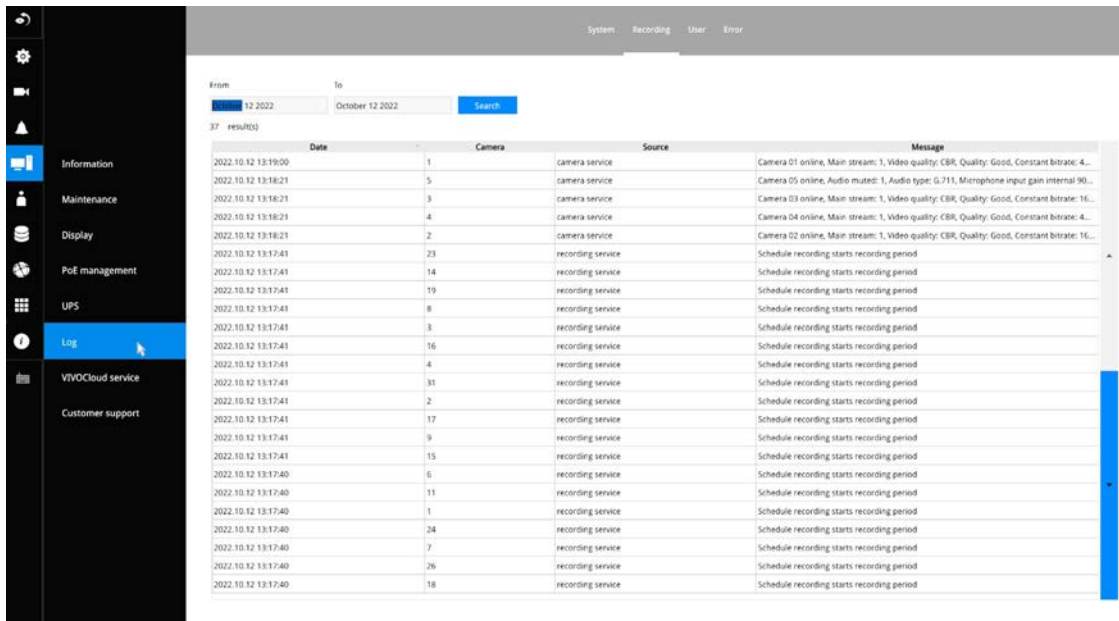 System Recording User Error
From To
October 12 2022 October 12 2022 Search
37 result(s)
Date Camera Source Message
2022.10.12 13:19:00 1 camera service Camera 01 online, Main stream: 1, Video quality: CBR, Quality: Good, Constant bitrate: 4...
2022.10.12 13:18:21 5 camera service Camera 05 online, Audio muted: 1, Audio type: G.711, Microphone input gain internal 90...
Information
2022.10.12 13:18:21 3 camera service Camera 03 online, Main stream: 1, Video quality: CBR, Quality: Good, Constant bitrate: 16...
Maintenance
2022.10.12 13:18:21 4 camera service Camera 04 online, Main stream: 1, Video quality: CBR, Quality: Good, Constant bitrate: 4...
Display
2022.10.12 13:18:21 2 camera service Camera 02 online, Main stream: 1, Video quality: CBR, Quality: Good, Constant bitrate: 16...
2022.10.12 13:17:41 23 recording service Schedule recording starts recording period
PoE management
2022.10.12 13:17:41 14 recording service Schedule recording starts recording period
2022.10.12 13:17:41 19 recording service Schedule recording starts recording period
UPS
2022.10.12 13:17:41 8 recording service Schedule recording starts recording period
2022.10.12 13:17:41 3 recording service Schedule recording starts recording period
Log
2022.10.12 13:17:41 16 recording service Schedule recording starts recording period
2022.10.12 13:17:41 4 recording service Schedule recording starts recording period
VIVOCloud service
2022.10.12 13:17:41 31 recording service Schedule recording starts recording period
2022.10.12 13:17:41 2 recording service Schedule recording starts recording period
Customer support
2022.10.12 13:17:41 17 recording service Schedule recording starts recording period
2022.10.12 13:17:41 9 recording service Schedule recording starts recording period
2022.10.12 13:17:41 15 recording service Schedule recording starts recording period
2022.10.12 13:17:40 6 recording service Schedule recording starts recording period
2022.10.12 13:17:40 11 recording service Schedule recording starts recording period
2022.10.12 13:17:40 1 recording service Schedule recording starts recording period
2022.10.12 13:17:40 24 recording service Schedule recording starts recording period
2022.10.12 13:17:40 7 recording service Schedule recording starts recording period
2022.10.12 13:17:40 26 recording service Schedule recording starts recording period
2022.10.12 13:17:40 18 recording service Schedule recording starts recording period